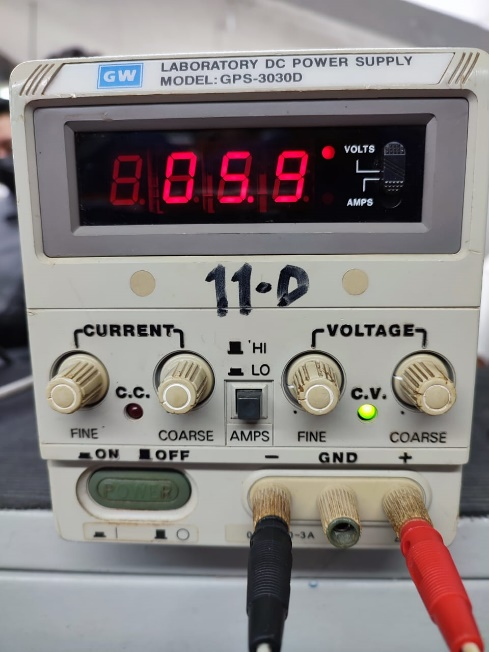 GW
LABORATORY DC POWER SUPPLY
MODEL:GPS-3030D
05.9
VOLTS
AMPS
11-D
CURRENT
C.C.
FINE
COARSE
HI
LO
AMPS
VOLTAGE
C.V.
FINE
COARSE
ON
OFF
POWER
- GND +
-3A